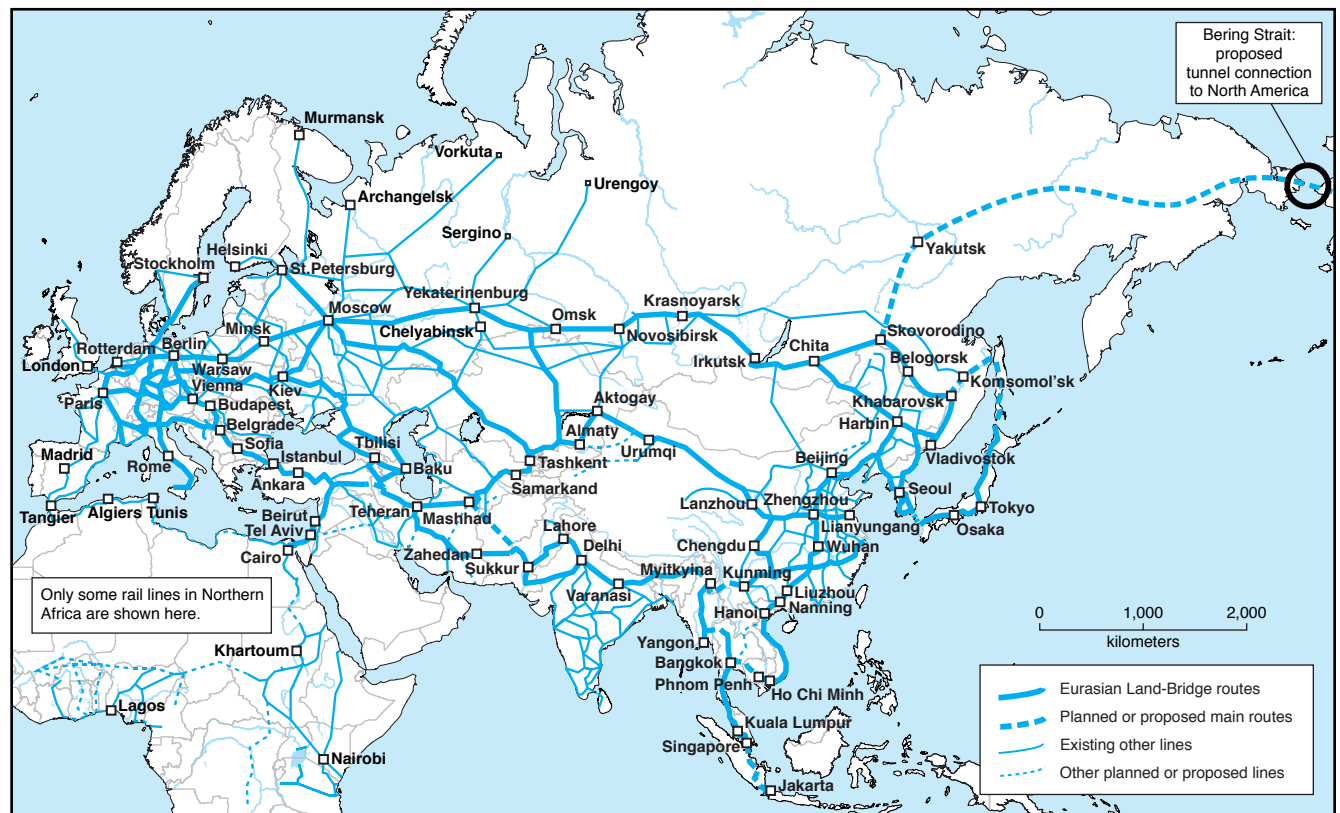 Bering Strait:
proposed
tunnel connection
to North America
Murmansk
Vorkuta
Urengoy
Archangelsk
Sergino
Yakutsk
Helsinki
Stockholm
St.Petersburg
Yekaterinenburg
Krasnoyarsk
Moscow
Omsk
Skovorodino
Minsk
Chelyabinsk
Novosibirsk
Rotterdam
Berlin
Chita
Belogorsk
London
Warsaw
Irkutsk
Komsomol'sk
Vienna
Kiev
Paris
Budapest
Aktogay
Khabarovsk
Belgrade
Almaty
Harbin
Madrid
Sofia
Tbilisi
Rome
Istanbul
Urumqi
Beijing
Vladivostok
Baku
Tashkent
Ankara
Samarkand
Seoul
Lanzhou
Zhengzhou
Tokyo
Tangier
Algiers
Tunis
Beirut
Teheran
Mashhad
Lianyungang
Osaka
Tel Aviv
Lahore
Delhi
Chengdu
Wuhan
Cairo
Zahedan
Sukkur
Myitkyina
Kunming
Only some rail lines in Northern
Africa are shown here.
Varanasi
Liuzhou
Nanning
Hanoi
0
1,000
2,000
kilometers
Khartoum
Yangon
Bangkok
Phnom Penh
Ho Chi Minh
Eurasian Land-Bridge routes
Lagos
Kuala Lumpur
Planned or proposed main routes
Singapore
Existing other lines
Nairobi
Other planned or proposed lines
Jakarta